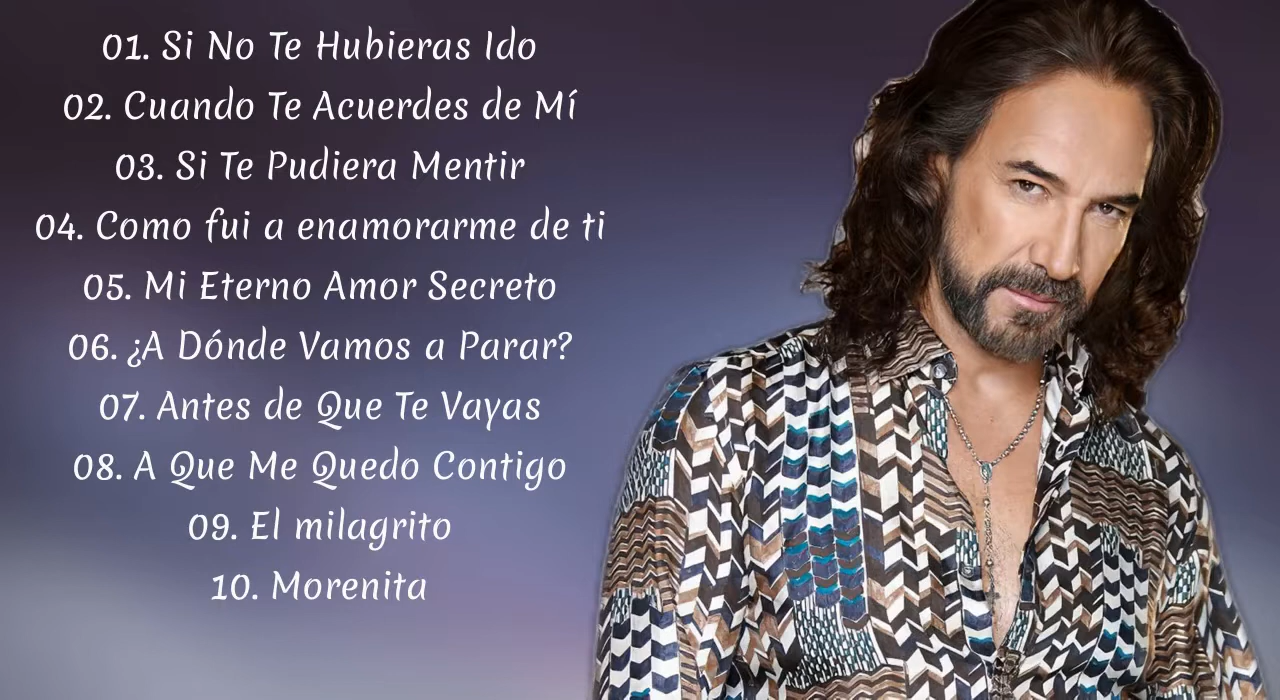 01. Si No Te Hubieras Ido
02. Cuando Te Acuerdes de Mí
03. Si Te Pudiera Mentir
04. Como fui a enamorarme de ti
05. Mi Eterno Amor Secreto
06. ¿A Dónde Vamos a Parar?
07. Antes de Que Te Vayas
08. A Que Me Quedo Contigo
09. El milagrito
10. Morenita